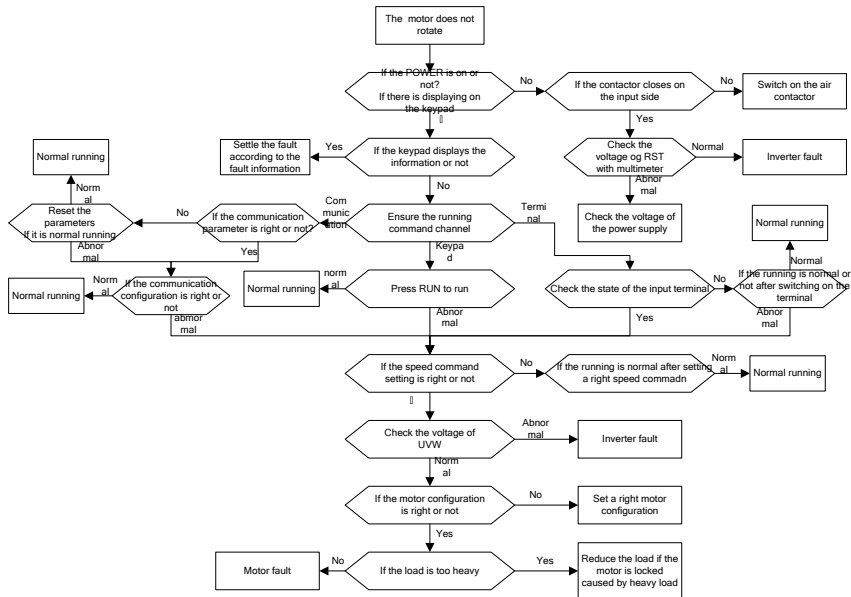 The motor does not
rotate
If the POWER is on or
not?
If there is displaying on
the keypad
No
If the contactor closes on
the input side
No
Switch on the air
contactor
Yes
Normal running
Settle the fault
according to the
fault information
Yes
If the keypad displays the
information or not
Check the
voltage og RST
with multimeter
Normal
Inverter fault
Norm
al
No
Abnor
mal
Reset the
parameters
If it is normal running
No
If the communication
parameter is right or not?
Com
munic
ation
Ensure the running
command channel
Termi
nal
Check the voltage of
the power supply
Normal running
Abnor
mal
Yes
Keypa
d
Normal
Normal running
Norm
al
If the communication
configuration is right or
not
Normal running
norm
al
Press RUN to run
Check the state of the input terminal
No
If the running is normal or
not after switching on the
terminal
abmor
mal
Abnor
mal
Yes
Abnor
mal
If the speed command
setting is right or not
No
If the running is normal after setting
a right speed commadn
Norm
al
Normal running
Check the voltage of
UVW
Abnor
mal
Inverter fault
Norm
al
If the motor configuration
is right or not
No
Set a right motor
configuration
Yes
Motor fault
No
If the load is too heavy
Yes
Reduce the load if the
motor is locked
caused by heavy load